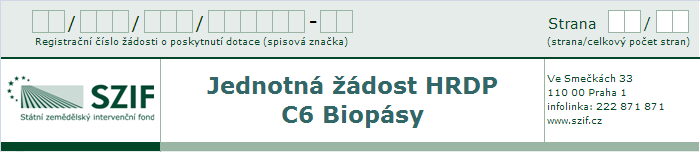 / / / -
Registrační číslo žádosti o poskytnutí dotace (spisová značka)
Strana /
(strana/celkový počet stran)
SZIF
Státní zemědělský intervenční fond
Jednotná žádost HRDP
C6 Biopásy
Ve Smečkách 33
110 00 Praha 1
infolinka: 222 871 871
www.szif.cz